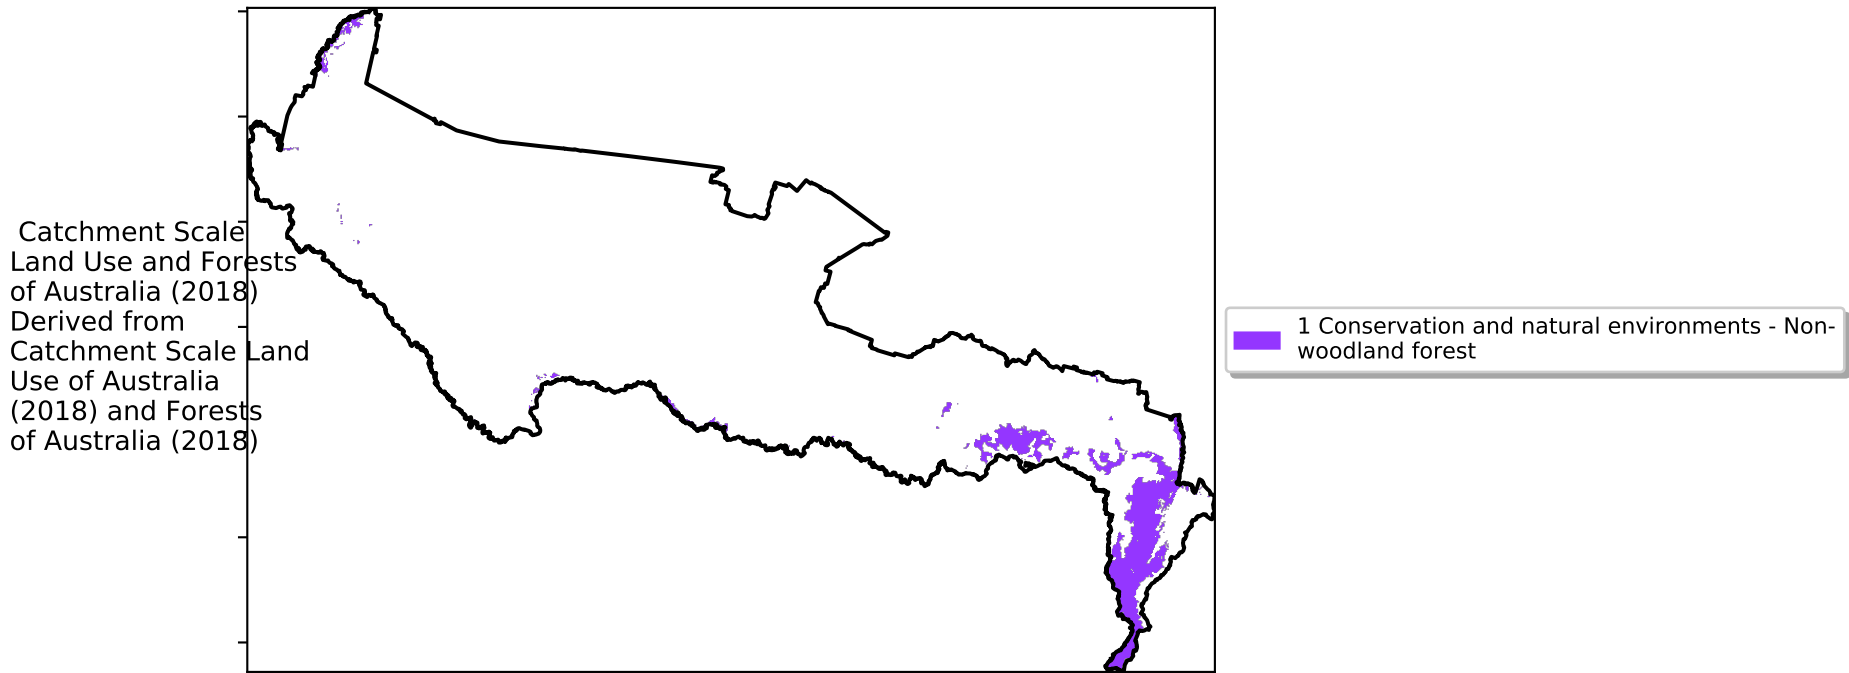 Catchment Scale
Land Use and Forests
of Australia (2018)
Derived from
Catchment Scale Land
Use of Australia
(2018) and Forests
of Australia (2018)
1 Conservation and natural environments - Non-
woodland forest